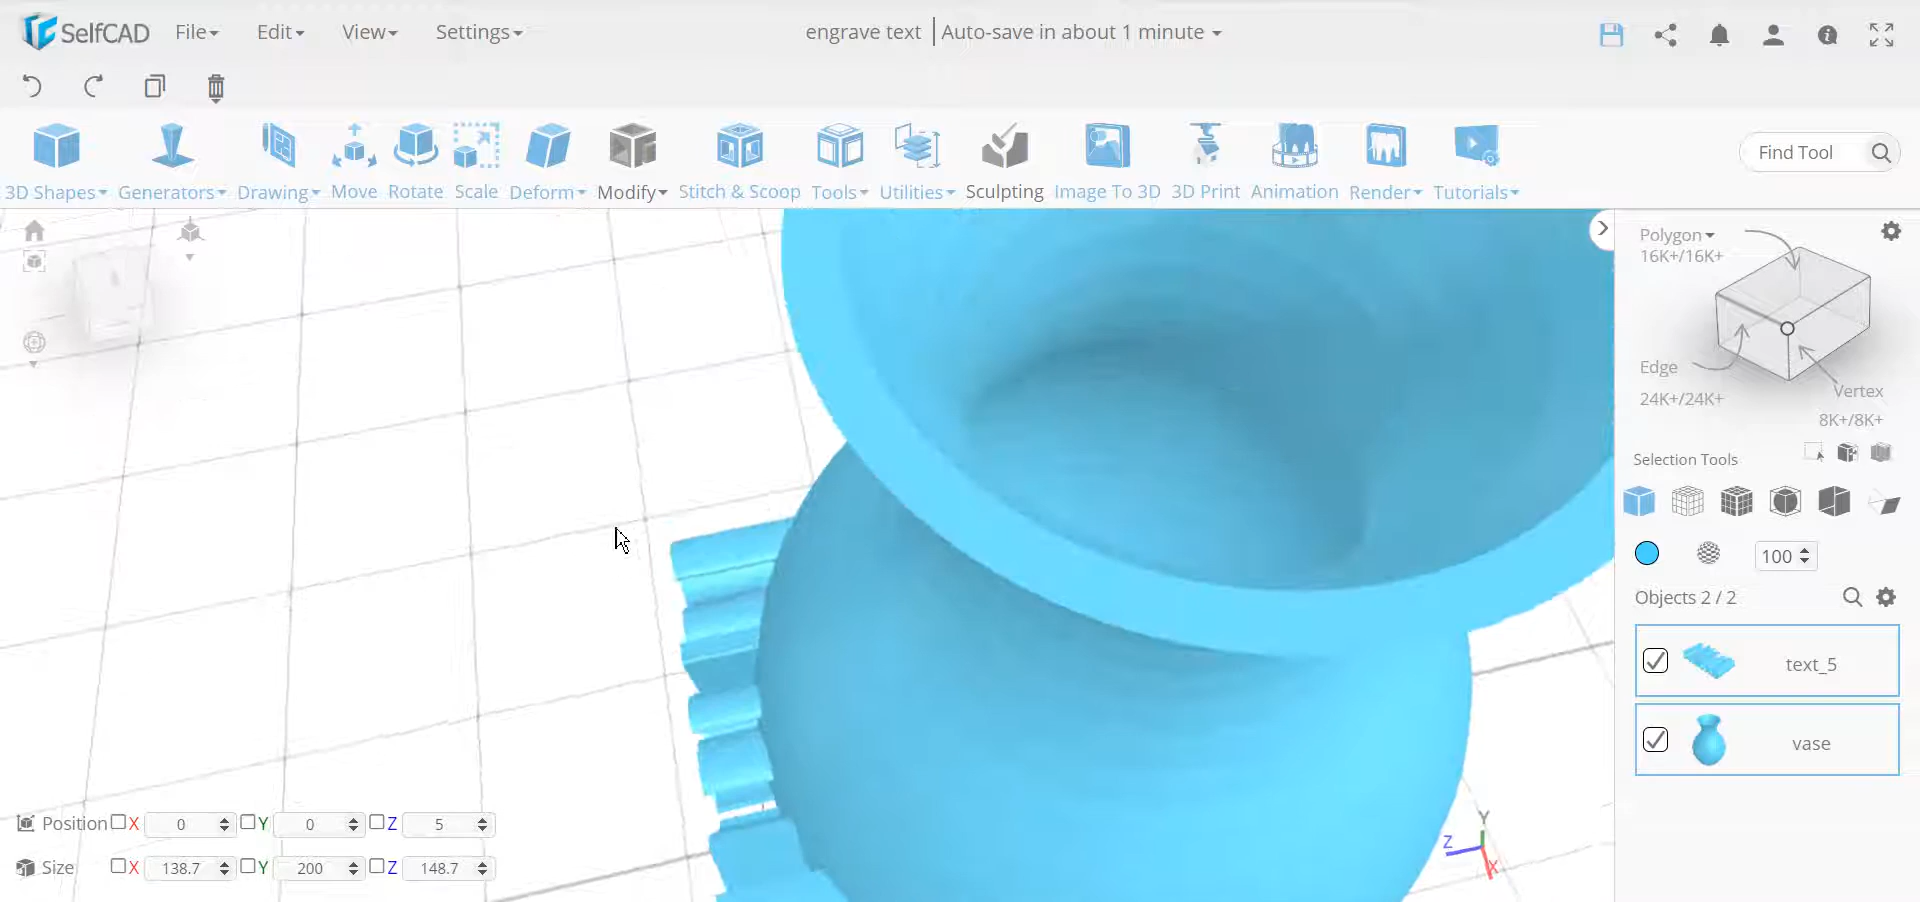 SelfCAD File Edit View Settings engrave text Auto-save in about 1 minute
3D Shapes Generators Drawing Move Rotate Scale Deform Modify Stitch & Scoop Tools Utilities Sculpting Image To 3D 3D Print Animation Render Tutorials Find Tool
Polygon
16K+/16K+
Edge
24K+/24K+
Vertex
8K+/8K+
Selection Tools
100
Objects 2 / 2
text_5
vase
Position X 0 Y 0 Z 5
Size X 138.7 Y 200 Z 148.7
Y
Z
X